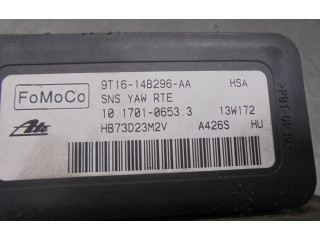 FoMoCo
Ate
9T16-14B296-AA HSA
SNS YAW RTE
10.1701-0653.3 13W172
HB73D23M2V A426S HU